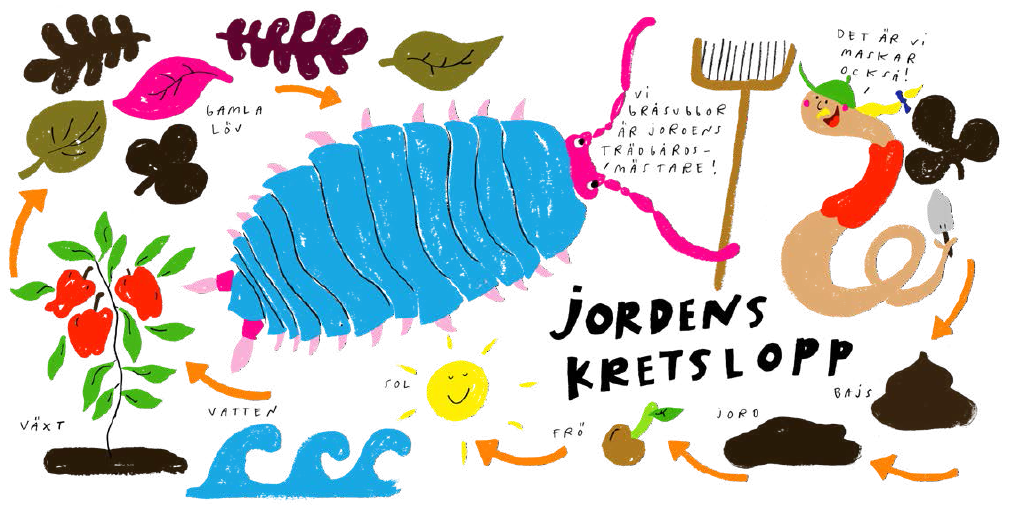 GAMLA
LÖV
VI
GRÅSUGGOR
ÄR JORDENS
TRÄDGÅRDS-
MÄSTARE!
DET ÄR VI
MASKAR
OCKSÅ!
JORDENS
KRETSLOPP
BAJS
JORD
FRÖ
SOL
VATTEN
VÄXT